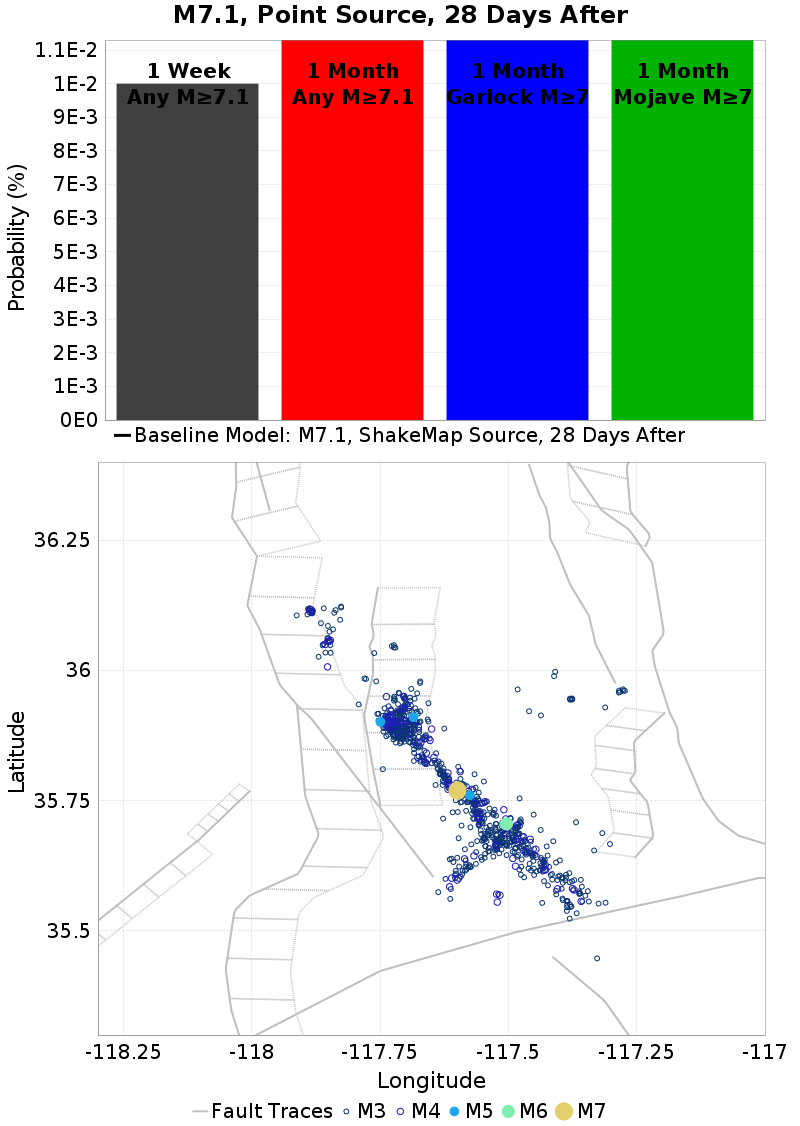 M7.1, Point Source, 28 Days After
Probability (%)
1.1E-2
1E-2
9E-3
8E-3
7E-3
6E-3
5E-3
4E-3
3E-3
2E-3
1E-3
0E0
1 Week
Any M≥7.1
1 Month
Any M≥7.1
1 Month
Garlock M≥7
1 Month
Mojave M≥7
Baseline Model: M7.1, ShakeMap Source, 28 Days After
Latitude
36.25
36
35.75
35.5
-118.25 -118 -117.75 -117.5 -117.25 -117
Longitude
Fault Traces M3 M4 M5 M6 M7